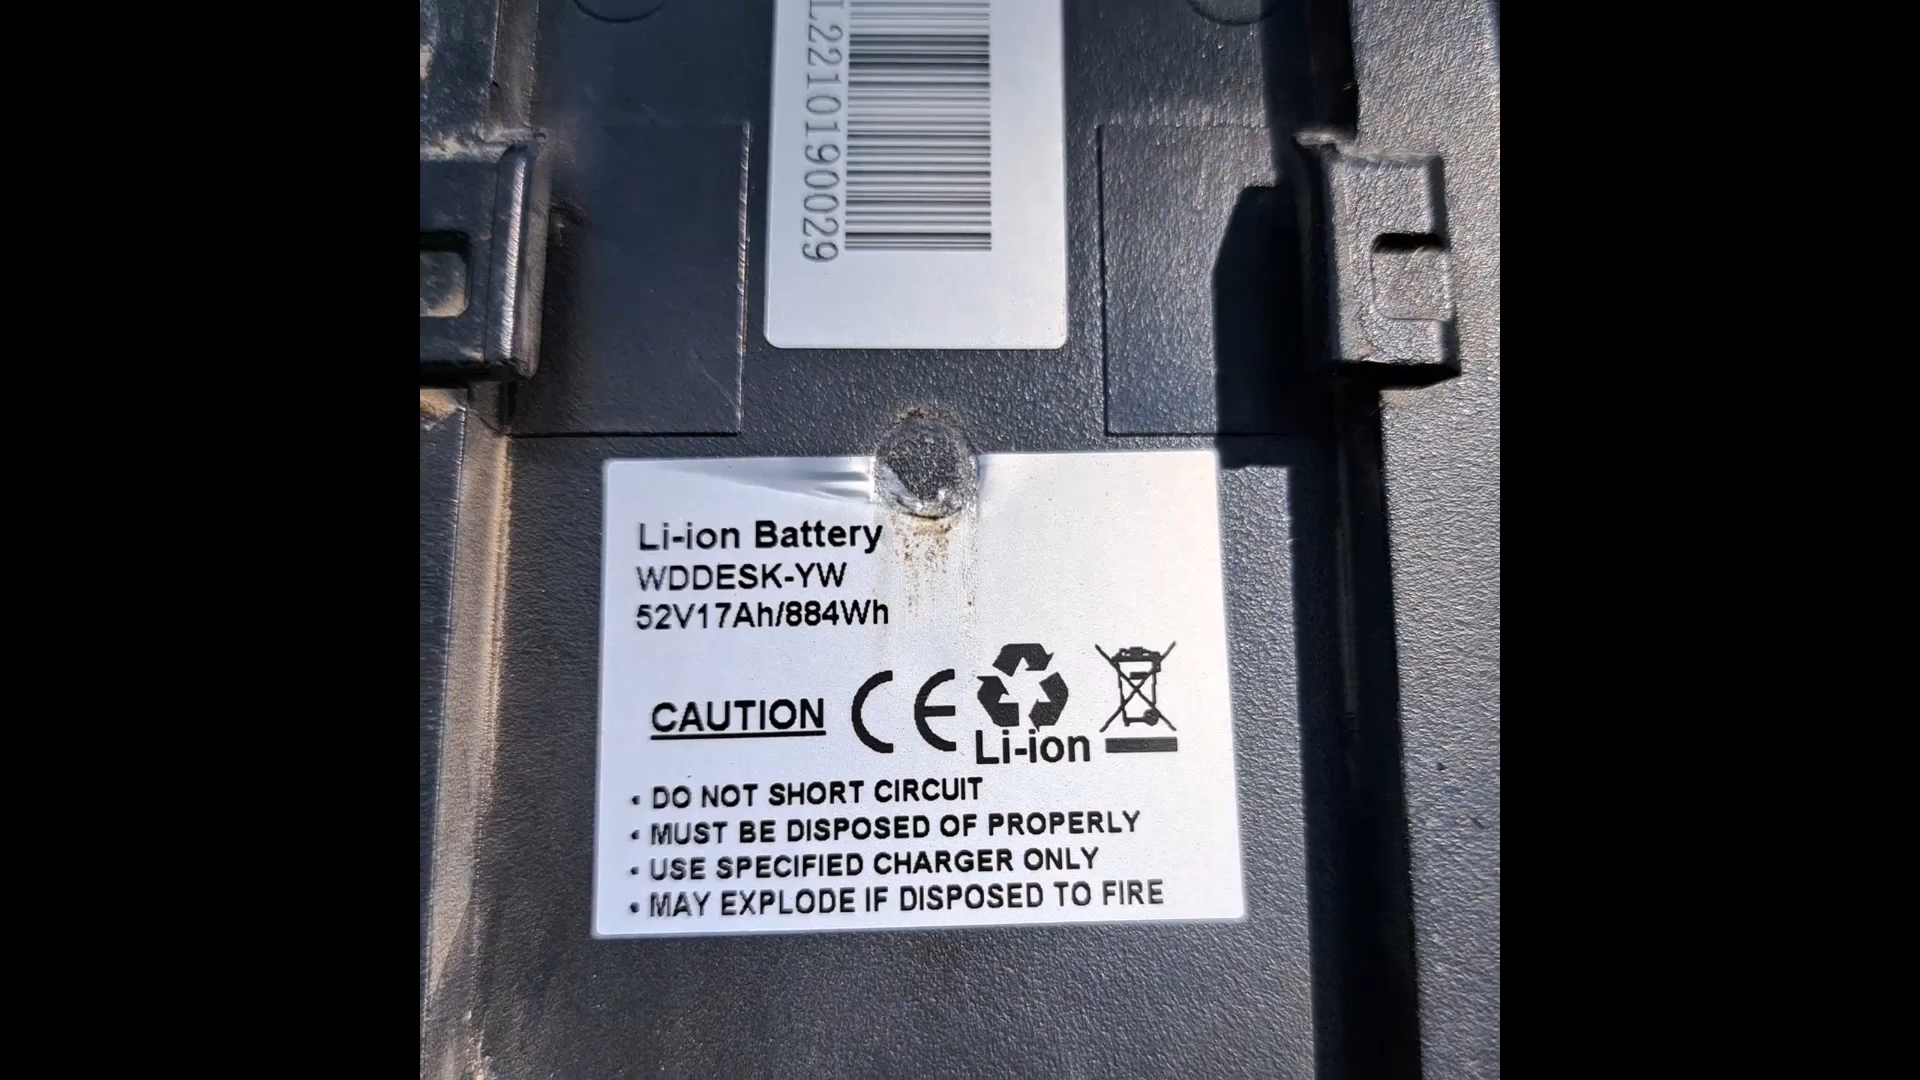 L22101900029
Li-ion Battery
WDDESK-YW
52V17Ah/884Wh
CAUTION
CE
Li-ion
• DO NOT SHORT CIRCUIT
• MUST BE DISPOSED OF PROPERLY
• USE SPECIFIED CHARGER ONLY
• MAY EXPLODE IF DISPOSED TO FIRE